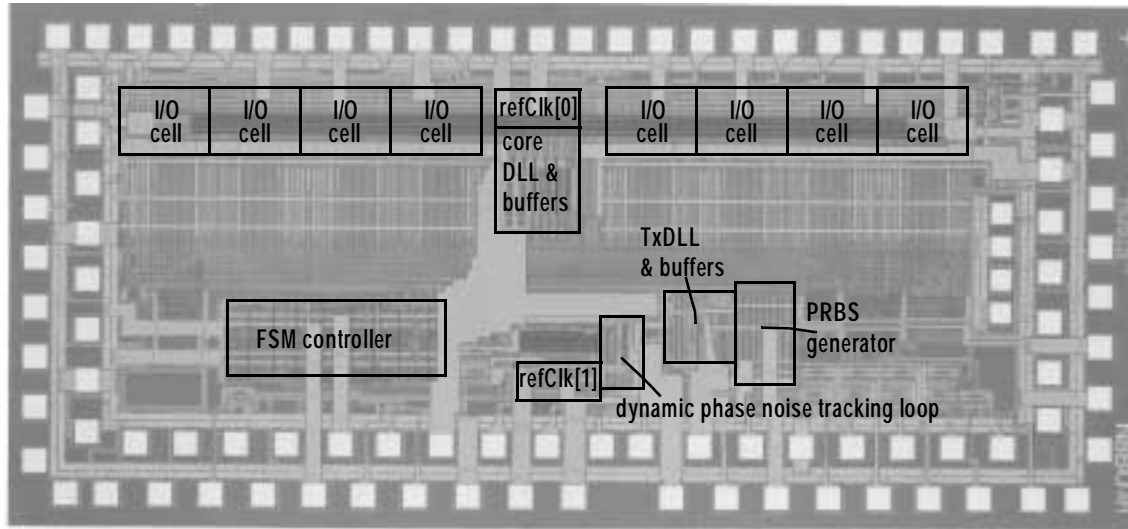 I/O
cell
I/O
cell
I/O
cell
I/O
cell
refClk[0]
core
DLL &
buffers
I/O
cell
I/O
cell
I/O
cell
I/O
cell
TxDLL
& buffers
FSM controller
PRBS
generator
refClk[1]
dynamic phase noise tracking loop